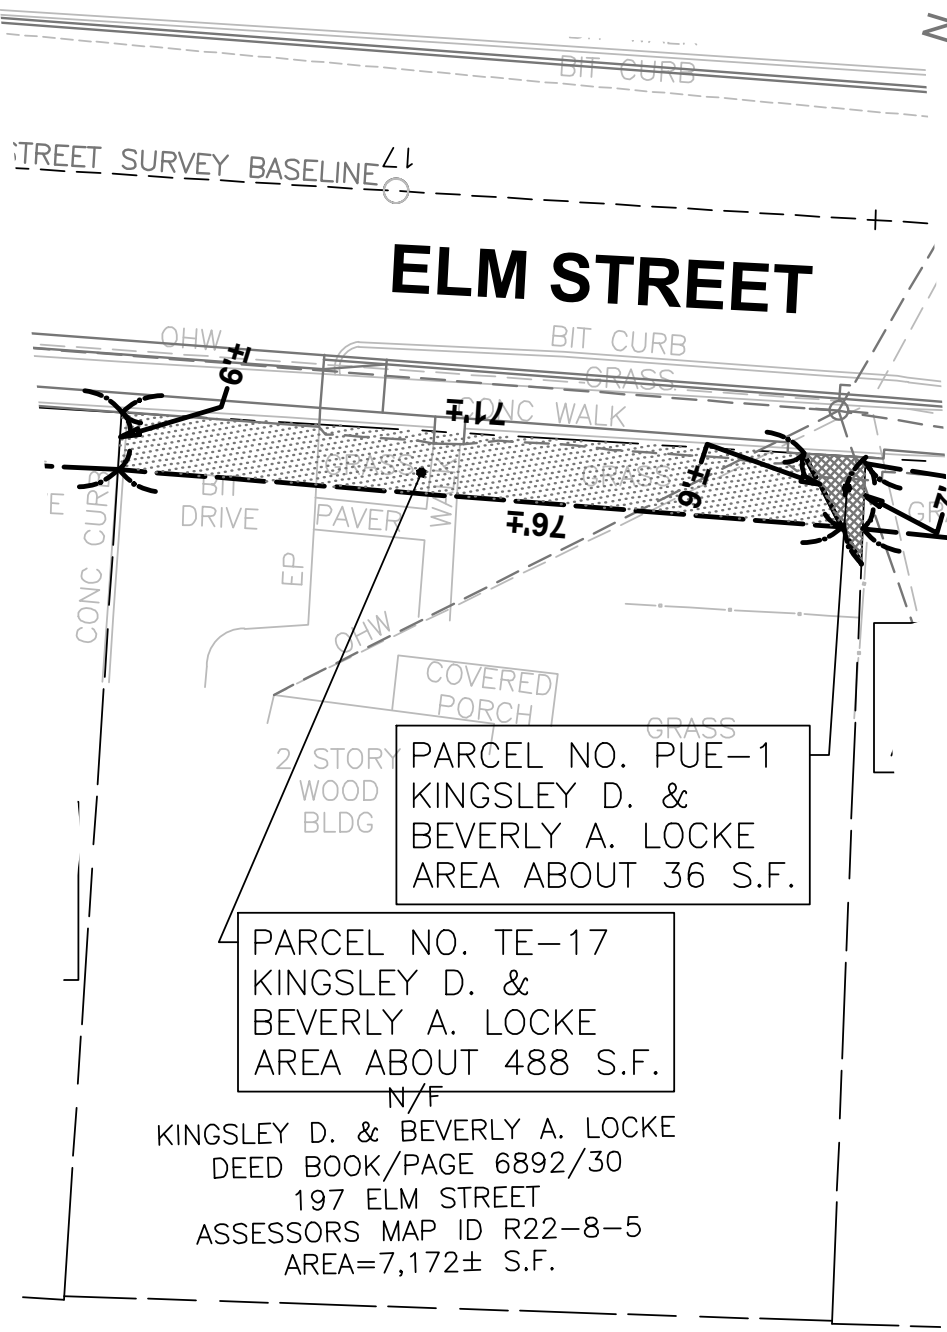 BIT CURB
STREET SURVEY BASELINE
17
ELM STREET
OHW
BIT CURB
GRASS
CONC WALK
6'±
71'±
GRASS
GRASS
9'±
E
CONC CURB
BIT
DRIVE
PAVER
WALK
76'±
EP
OHW
COVERED
PORCH
GRASS
2 STORY
WOOD
BLDG
PARCEL NO. PUE-1
KINGSLEY D. &
BEVERLY A. LOCKE
AREA ABOUT 36 S.F.
PARCEL NO. TE-17
KINGSLEY D. &
BEVERLY A. LOCKE
AREA ABOUT 488 S.F.
N/F
KINGSLEY D. & BEVERLY A. LOCKE
DEED BOOK/PAGE 6892/30
197 ELM STREET
ASSESSORS MAP ID R22-8-5
AREA=7,172± S.F.